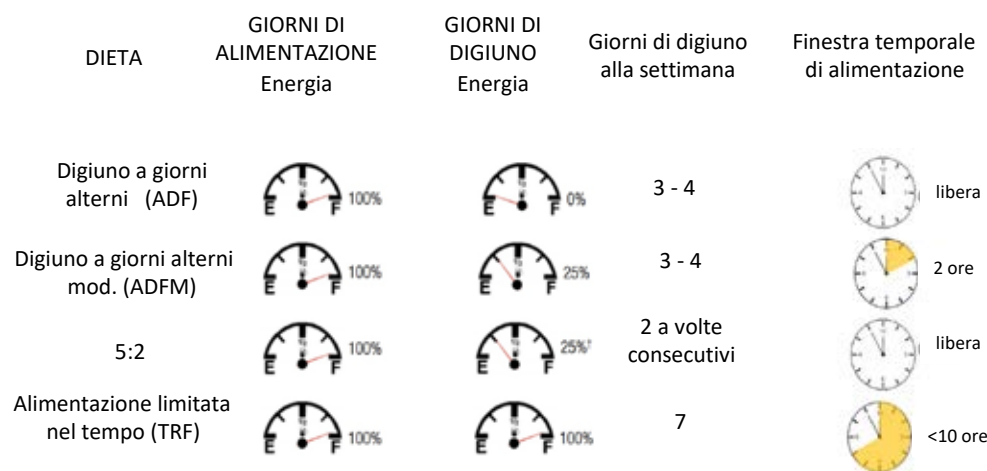 DIETA
GIORNI DI
ALIMENTAZIONE
Energia
GIORNI DI
DIGIUNO
Energia
Giorni di digiuno
alla settimana
Finestra temporale
di alimentazione
Digiuno a giorni
alterni (ADF)
E F 100%
E F 0%
3 - 4
libera
Digiuno a giorni alterni
mod. (ADFM)
E F 100%
E F 25%
3 - 4
2 ore
5:2
E F 100%
E F 25%†
2 a volte
consecutivi
libera
Alimentazione limitata
nel tempo (TRF)
E F 100%
E F 100%
7
<10 ore